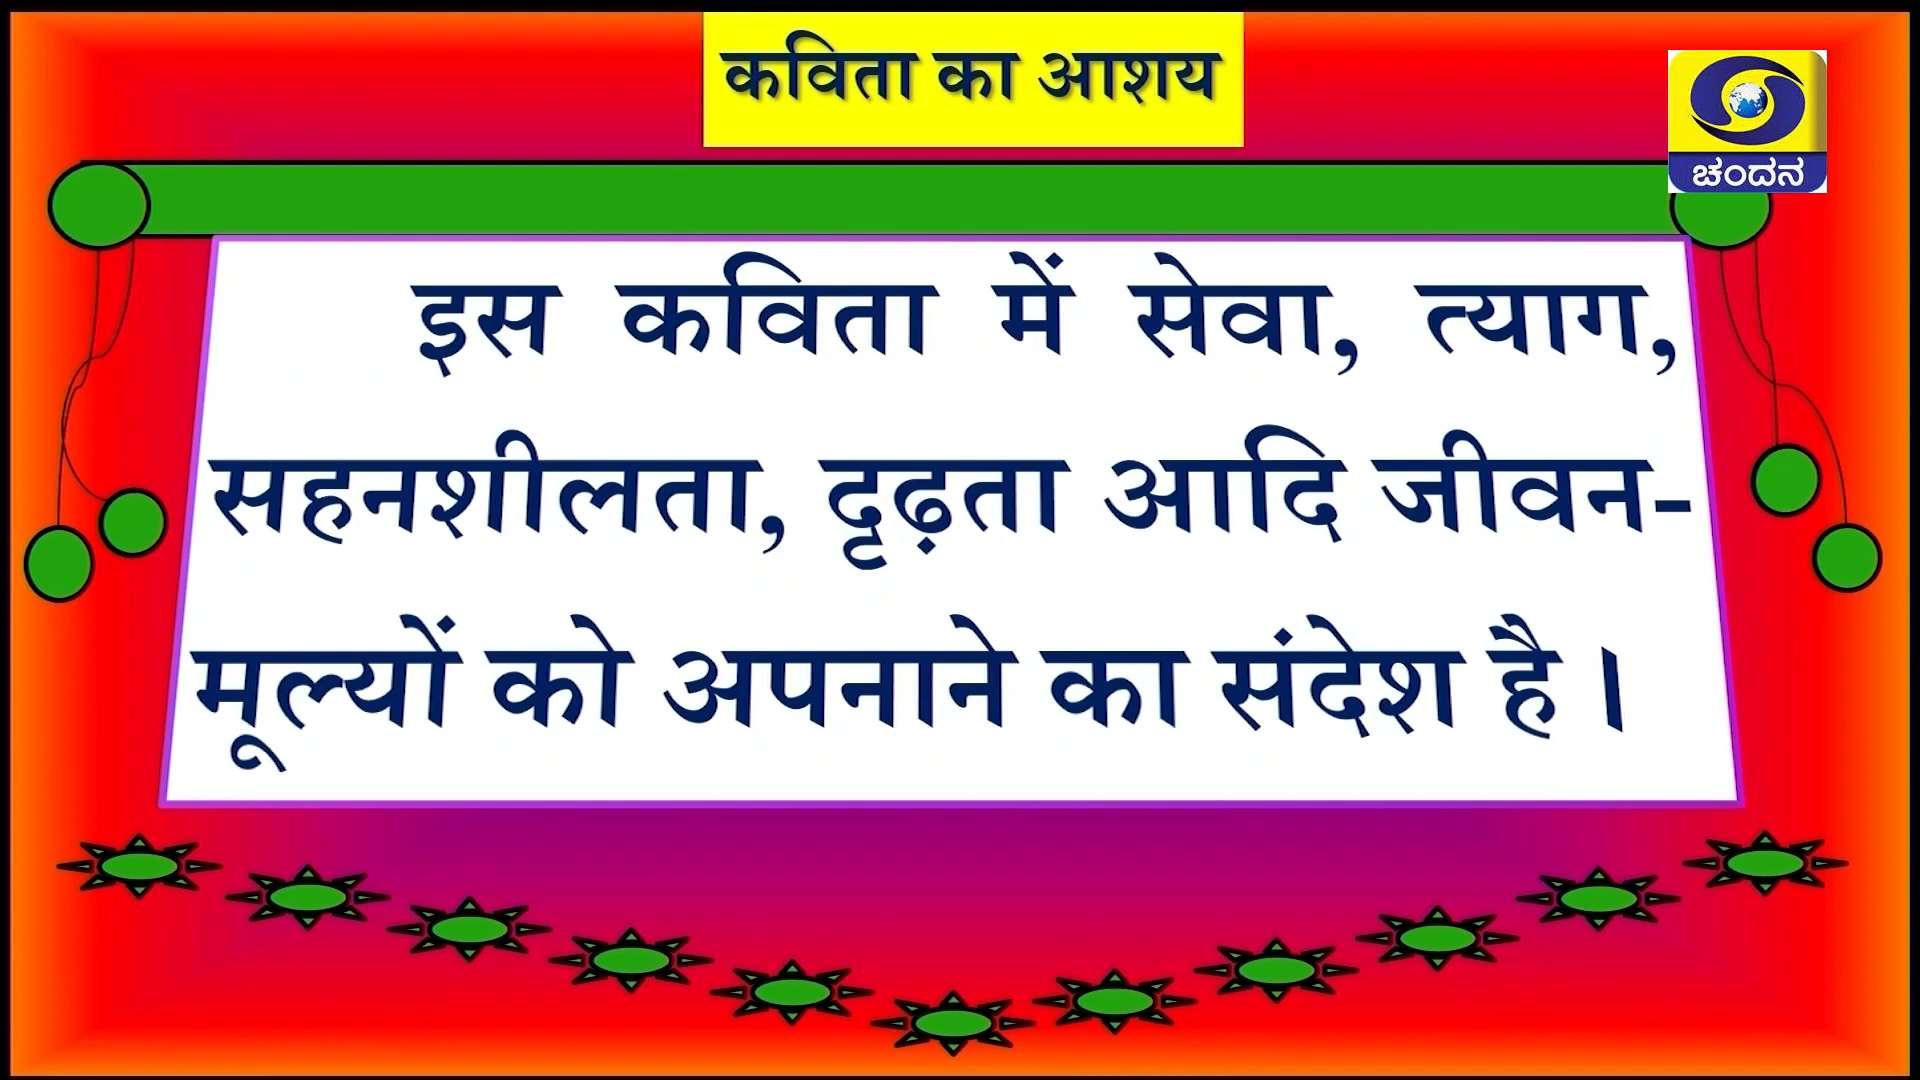 कविता का आशय
ಚಂದನ
इस कविता में सेवा, त्याग,
सहनशीलता, दृढ़ता आदि जीवन-
मूल्यों को अपनाने का संदेश है ।